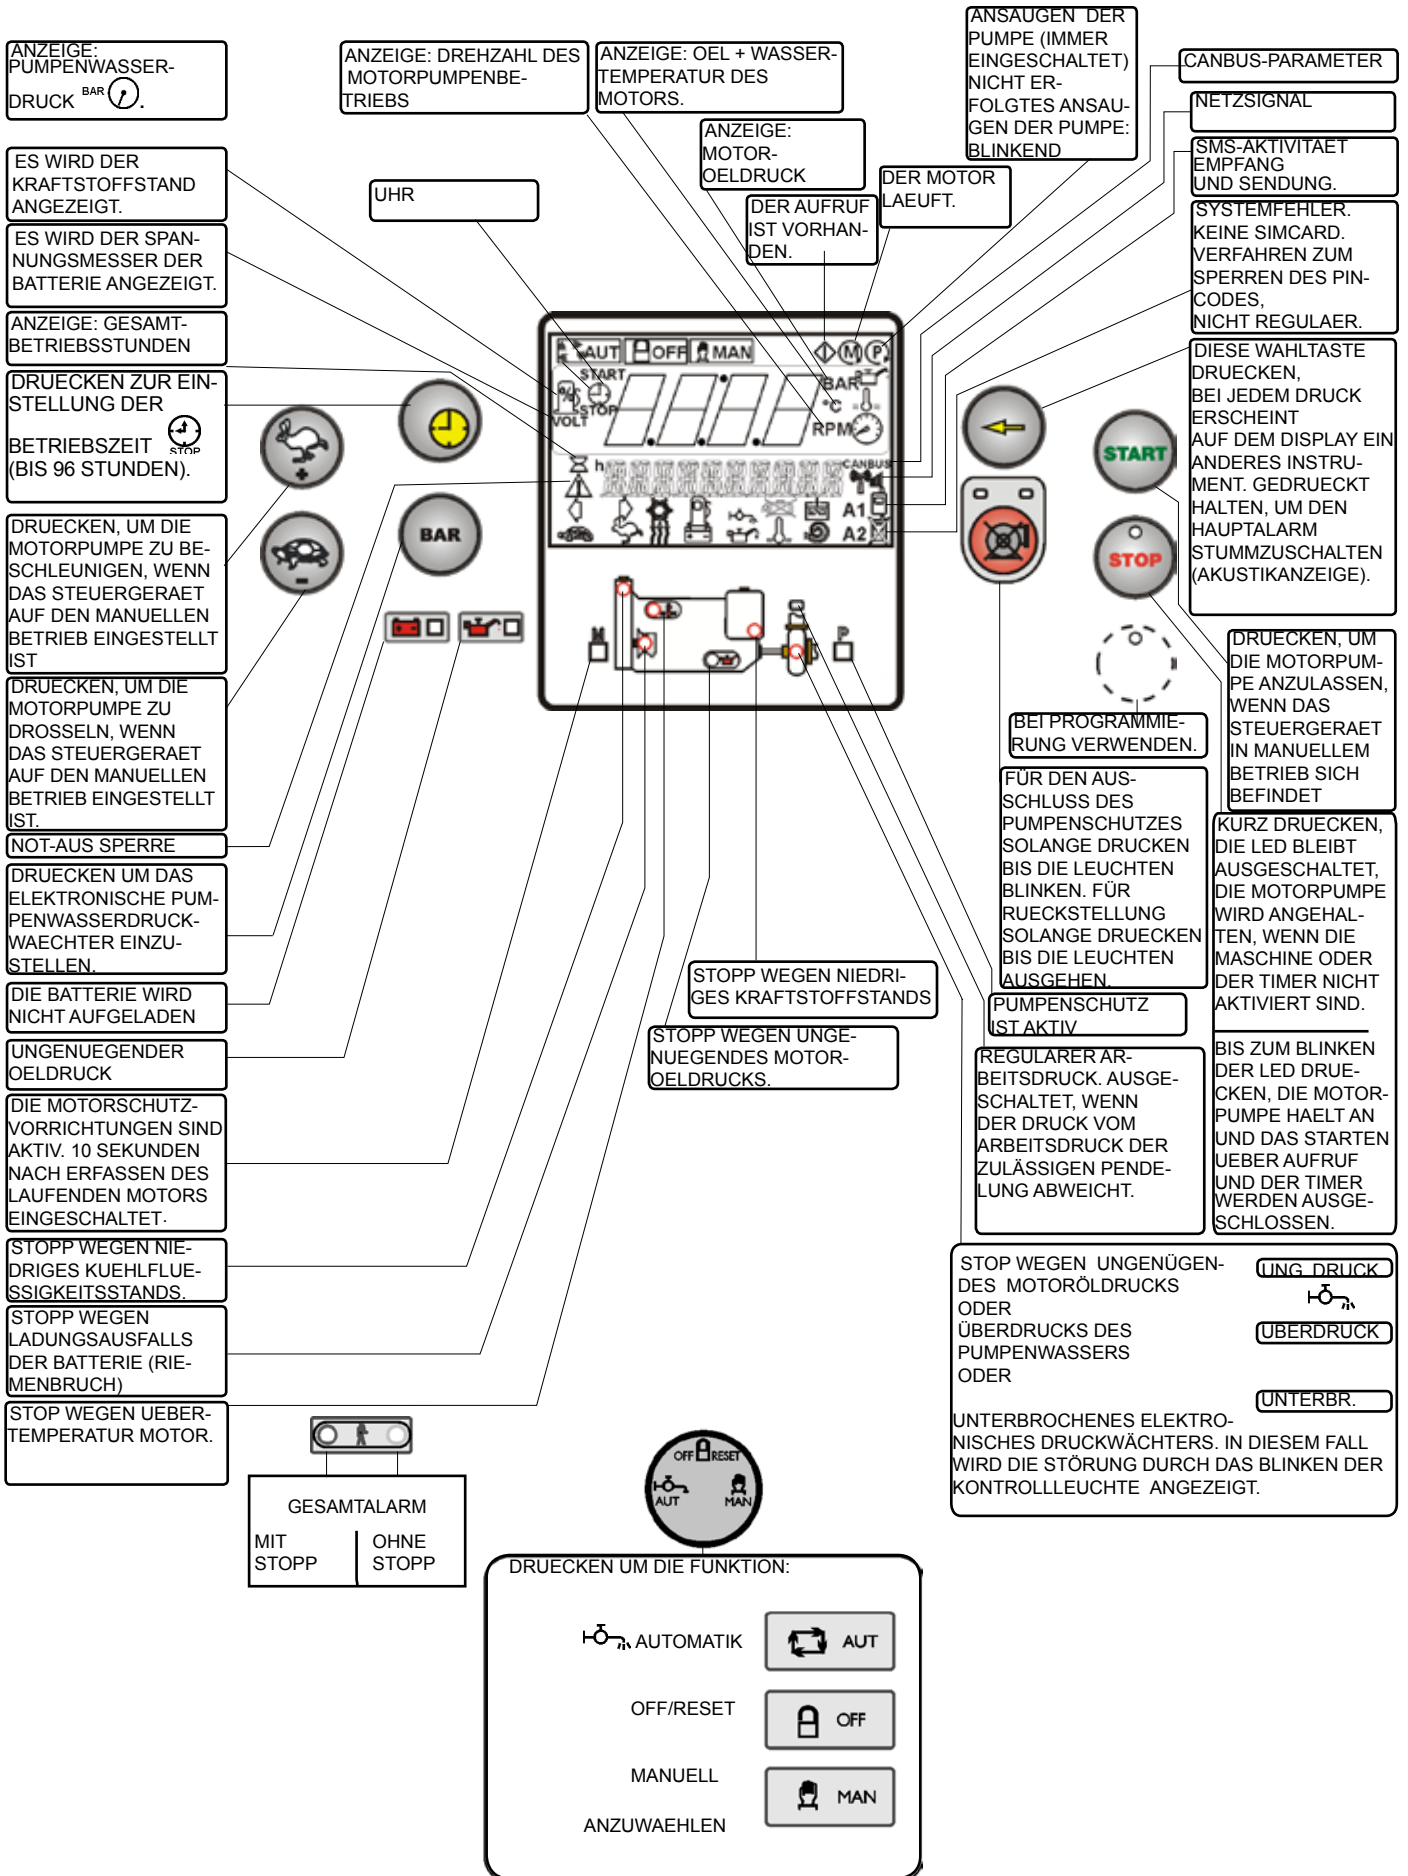 ANZEIGE:
PUMPENWASSER-
DRUCK BAR .
ES WIRD DER
KRAFTSTOFFSTAND
ANGEZEIGT.
ES WIRD DER SPAN-
NUNGSMESSER DER
BATTERIE ANGEZEIGT.
ANZEIGE: GESAMT-
BETRIEBSSTUNDEN
DRUECKEN ZUR EIN-
STELLUNG DER
BETRIEBSZEIT STOP
(BIS 96 STUNDEN).
DRUECKEN, UM DIE
MOTORPUMPE ZU BE-
SCHLEUNIGEN, WENN
DAS STEUERGERAET
AUF DEN MANUELLEN
BETRIEB EINGESTELLT
IST
DRUECKEN, UM DIE
MOTORPUMPE ZU
DROSSELN, WENN
DAS STEUERGERAET
AUF DEN MANUELLEN
BETRIEB EINGESTELLT
IST.
NOT-AUS SPERRE
DRUECKEN UM DAS
ELEKTRONISCHE PUM-
PENWASSERDRUCK-
WAECHTER EINZU-
STELLEN.
DIE BATTERIE WIRD
NICHT AUFGELADEN
UNGENUEGENDER
OELDRUCK
DIE MOTORSCHUTZ-
VORRICHTUNGEN SIND
AKTIV. 10 SEKUNDEN
NACH ERFASSEN DES
LAUFENDEN MOTORS
EINGESCHALTET.
STOPP WEGEN NIE-
DRIGES KUEHLFLUE-
SSIGKEITSSTANDS.
STOPP WEGEN
LADUNGSAUSFALLS
DER BATTERIE (RIE-
MENBRUCH)
STOP WEGEN UEBER-
TEMPERATUR MOTOR.
ANZEIGE: DREHZAHL DES
MOTORPUMPENBE-
TRIEBS
ANZEIGE: OEL + WASSER-
TEMPERATUR DES
MOTORS.
UHR
ANZEIGE:
MOTOR-
OELDRUCK
DER AUFRUF
IST VORHAN-
DEN.
DER MOTOR
LAEUFT.
ANSAUGEN DER
PUMPE (IMMER
EINGESCHALTET)
NICHT ER-
FOLGTES ANSAU-
GEN DER PUMPE:
BLINKEND
CANBUS-PARAMETER
NETZSIGNAL
SMS-AKTIVITAET
EMPFANG
UND SENDUNG.
SYSTEMFEHLER.
KEINE SIMCARD.
VERFAHREN ZUM
SPERREN DES PIN-
CODES,
NICHT REGULAER.
DIESE WAHLTASTE
DRUECKEN,
BEI JEDEM DRUCK
ERSCHEINT
AUF DEM DISPLAY EIN
ANDERES INSTRU-
MENT. GEDRUECKT
HALTEN, UM DEN
HAUPTALARM
STUMMZUSCHALTEN
(AKUSTIKANZEIGE).
AUT OFF MAN M P
START
STOP
%
VOLT
BAR
°C
RPM
h
CANBUS
A1
A2
+
-
BAR
START
STOP
M
P
DRUECKEN, UM
DIE MOTORPUM-
PE ANZULASSEN,
WENN DAS
STEUERGERAET
IN MANUELLEM
BETRIEB SICH
BEFINDET
BEI PROGRAMMIE-
RUNG VERWENDEN.
FÜR DEN AUS-
SCHLUSS DES
PUMPENSCHUTZES
SOLANGE DRUCKEN
BIS DIE LEUCHTEN
BLINKEN. FÜR
RUECKSTELLUNG
SOLANGE DRUECKEN
BIS DIE LEUCHTEN
AUSGEHEN.
KURZ DRUECKEN,
DIE LED BLEIBT
AUSGESCHALTET,
DIE MOTORPUMPE
WIRD ANGEHAL-
TEN, WENN DIE
MASCHINE ODER
DER TIMER NICHT
AKTIVIERT SIND.
BIS ZUM BLINKEN
DER LED DRUE-
CKEN, DIE MOTOR-
PUMPE HAELT AN
UND DAS STARTEN
UEBER AUFRUF
UND DER TIMER
WERDEN AUSGE-
SCHLOSSEN.
STOPP WEGEN NIEDRI-
GES KRAFTSTOFFSTANDS
STOPP WEGEN UNGE-
NUEGENDES MOTOR-
OELDRUCKS.
PUMPENSCHUTZ
IST AKTIV
REGULÄRER AR-
BEITSDRUCK. AUSGE-
SCHALTET, WENN
DER DRUCK VOM
ARBEITSDRUCK DER
ZULÄSSIGEN PENDE-
LUNG ABWEICHT.
STOP WEGEN UNGENÜGEN-
DES MOTORÖLDRUCKS
ODER
ÜBERDRUCKS DES
PUMPENWASSERS
ODER
UNG. DRUCK
ÜBERDRUCK
UNTERBR.
UNTERBROCHENES ELEKTRO-
NISCHES DRUCKWÄCHTERS. IN DIESEM FALL
WIRD DIE STÖRUNG DURCH DAS BLINKEN DER
KONTROLLLEUCHTE ANGEZEIGT.
GESAMTALARM
MIT
STOPP
OHNE
STOPP
OFF RESET
AUT
MAN
DRUECKEN UM DIE FUNKTION:
AUTOMATIK AUT
OFF/RESET OFF
MANUELL MAN
ANZUWAEHLEN